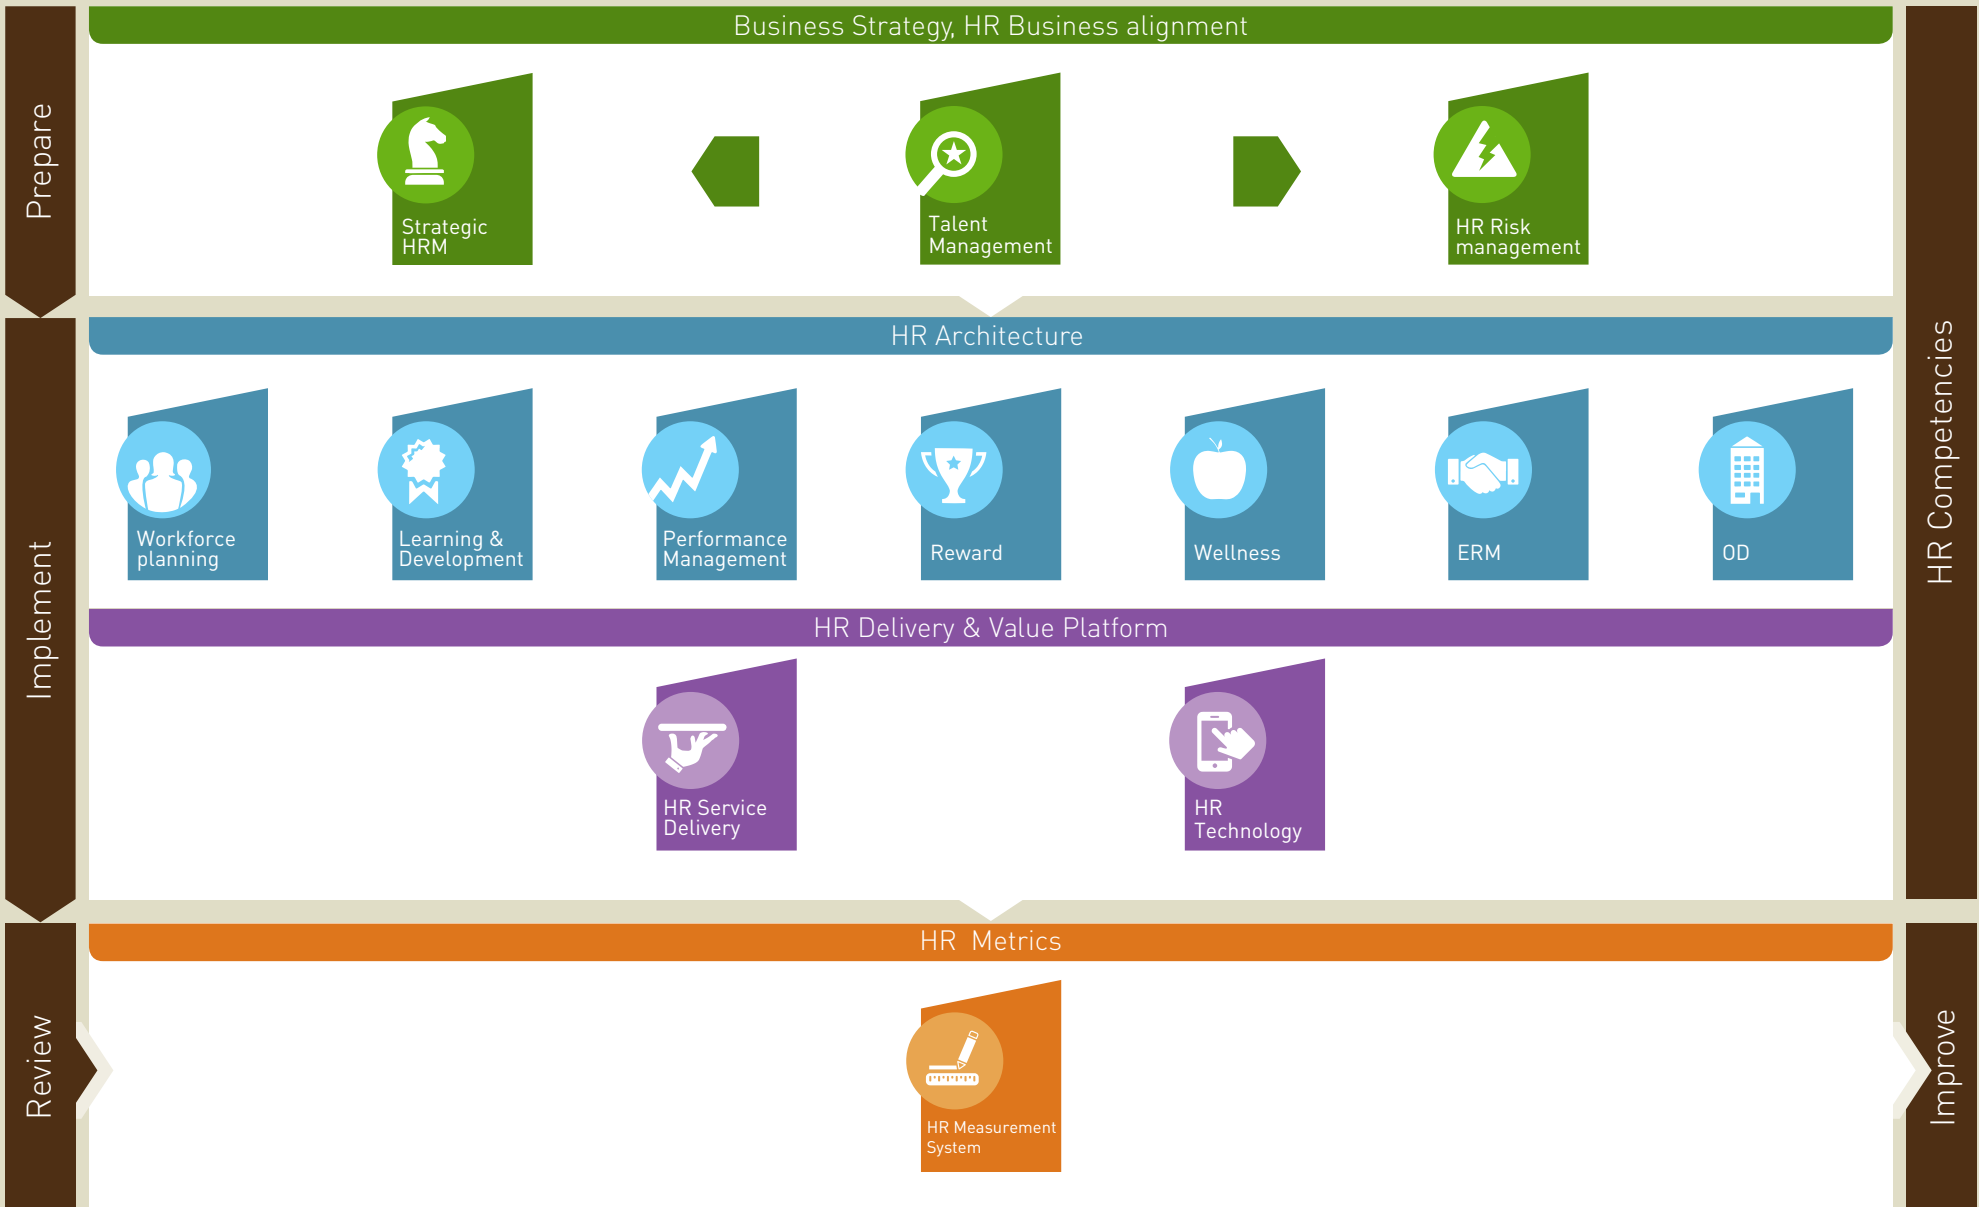 Business Strategy, HR Business alignment
Prepare
Strategic
HRM
Talent
Management
HR Risk
management
HR Competencies
Implement
HR Architecture
Workforce
planning
Learning &
Development
Performance
Management
Reward
Wellness
ERM
OD
HR Delivery & Value Platform
HR Service
Delivery
HR
Technology
Review
HR Metrics
HR Measurement
System
Improve